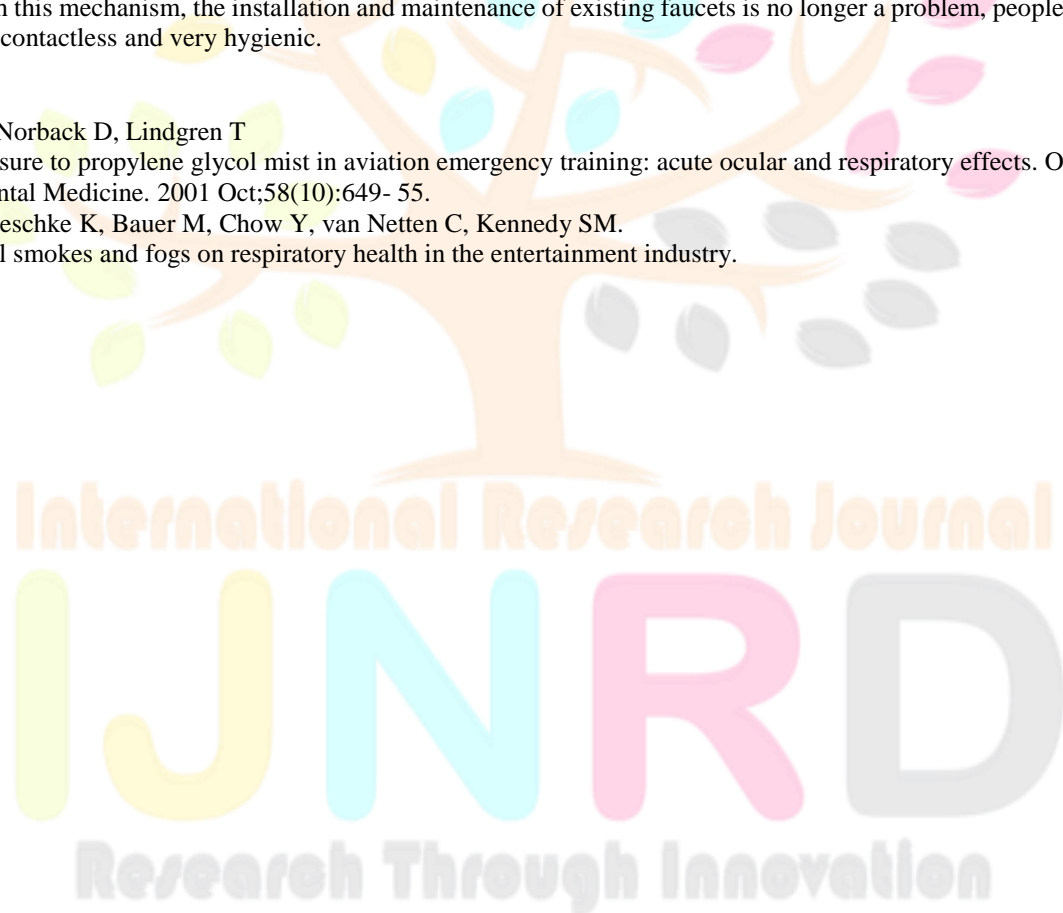 n this mechanism, the installation and maintenance of existing faucets is no longer a problem, people
contactless and very hygienic.
Norback D, Lindgren T
sure to propylene glycol mist in aviation emergency training: acute ocular and respiratory effects. O
ntal Medicine. 2001 Oct;58(10):649- 55.
eschke K, Bauer M, Chow Y, van Netten C, Kennedy SM.
l smokes and fogs on respiratory health in the entertainment industry.
International Research Journal
IJNRD
Research Through Innovation